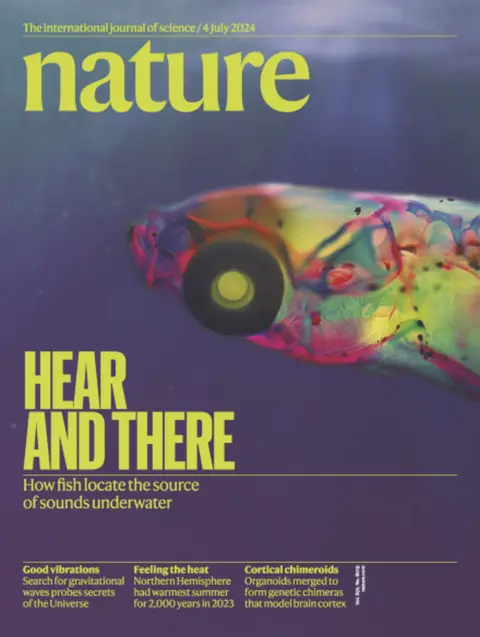 The international journal of science / 4 July 2024
nature
HEAR
AND THERE
How fish locate the source
of sounds underwater
Good vibrations
Search for gravitational
waves probes secrets
of the Universe
Feeling the heat
Northern Hemisphere
had warmest summer
for 2,000 years in 2023
Cortical chimeroids
Organoids merged to
form genetic chimeras
that model brain cortex
nature.com